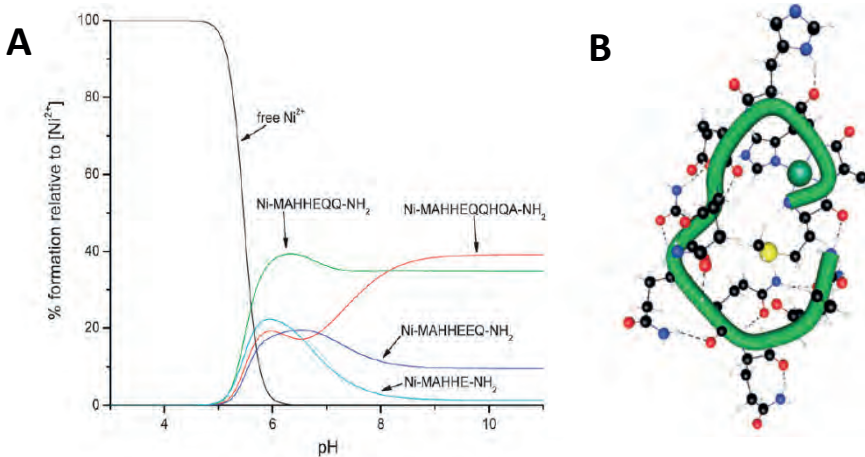 A
B
100
80
60
40
20
0
% formation relative to [Ni²⁺]
free Ni²⁺
Ni-MAHHEQQ-NH₂
Ni-MAHHEQQHQA-NH₂
Ni-MAHHEEQ-NH₂
Ni-MAHHE-NH₂
4
6
8
10
pH